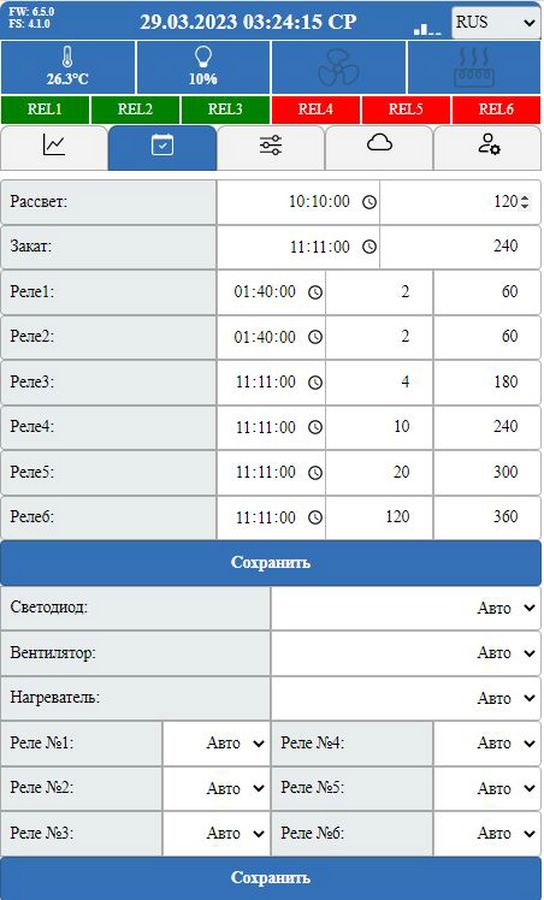 FW: 6.5.0
FS: 4.1.0
29.03.2023 03:24:15 СР
RUS
26.3°C
10%
REL1 REL2 REL3 REL4 REL5 REL6
Рассвет: 10:10:00 120
Закат: 11:11:00 240
Реле1: 01:40:00 2 60
Реле2: 01:40:00 2 60
Реле3: 11:11:00 4 180
Реле4: 11:11:00 10 240
Реле5: 11:11:00 20 300
Реле6: 11:11:00 120 360
Сохранить
Светодиод: Авто
Вентилятор: Авто
Нагреватель: Авто
Реле №1: Авто Реле №4: Авто
Реле №2: Авто Реле №5: Авто
Реле №3: Авто Реле №6: Авто
Сохранить